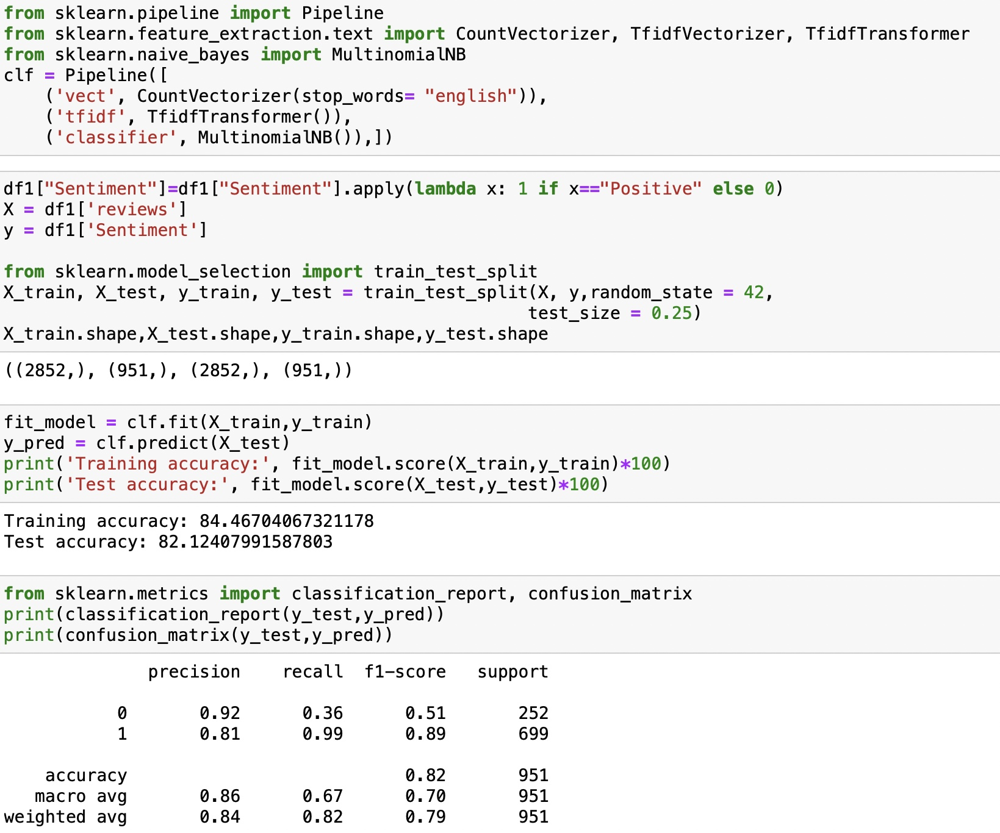 from sklearn.pipeline import Pipeline
from sklearn.feature_extraction.text import CountVectorizer, TfidfVectorizer, TfidfTransformer
from sklearn.naive_bayes import MultinomialNB
clf = Pipeline([
    ('vect', CountVectorizer(stop_words= "english")),
    ('tfidf', TfidfTransformer()),
    ('classifier', MultinomialNB()),])
df1["Sentiment"]=df1["Sentiment"].apply(lambda x: 1 if x=="Positive" else 0)
X = df1['reviews']
y = df1['Sentiment']
from sklearn.model_selection import train_test_split
X_train, X_test, y_train, y_test = train_test_split(X, y,random_state = 42,
                                                   test_size = 0.25)
X_train.shape,X_test.shape,y_train.shape,y_test.shape
((2852,), (951,), (2852,), (951,))
fit_model = clf.fit(X_train,y_train)
y_pred = clf.predict(X_test)
print('Training accuracy:', fit_model.score(X_train,y_train)*100)
print('Test accuracy:', fit_model.score(X_test,y_test)*100)
Training accuracy: 84.46704067321178
Test accuracy: 82.12407991587803
from sklearn.metrics import classification_report, confusion_matrix
print(classification_report(y_test,y_pred))
print(confusion_matrix(y_test,y_pred))
              precision    recall  f1-score   support
           0       0.92      0.36      0.51       252
           1       0.81      0.99      0.89       699
    accuracy                           0.82       951
   macro avg       0.86      0.67      0.70       951
weighted avg       0.84      0.82      0.79       951